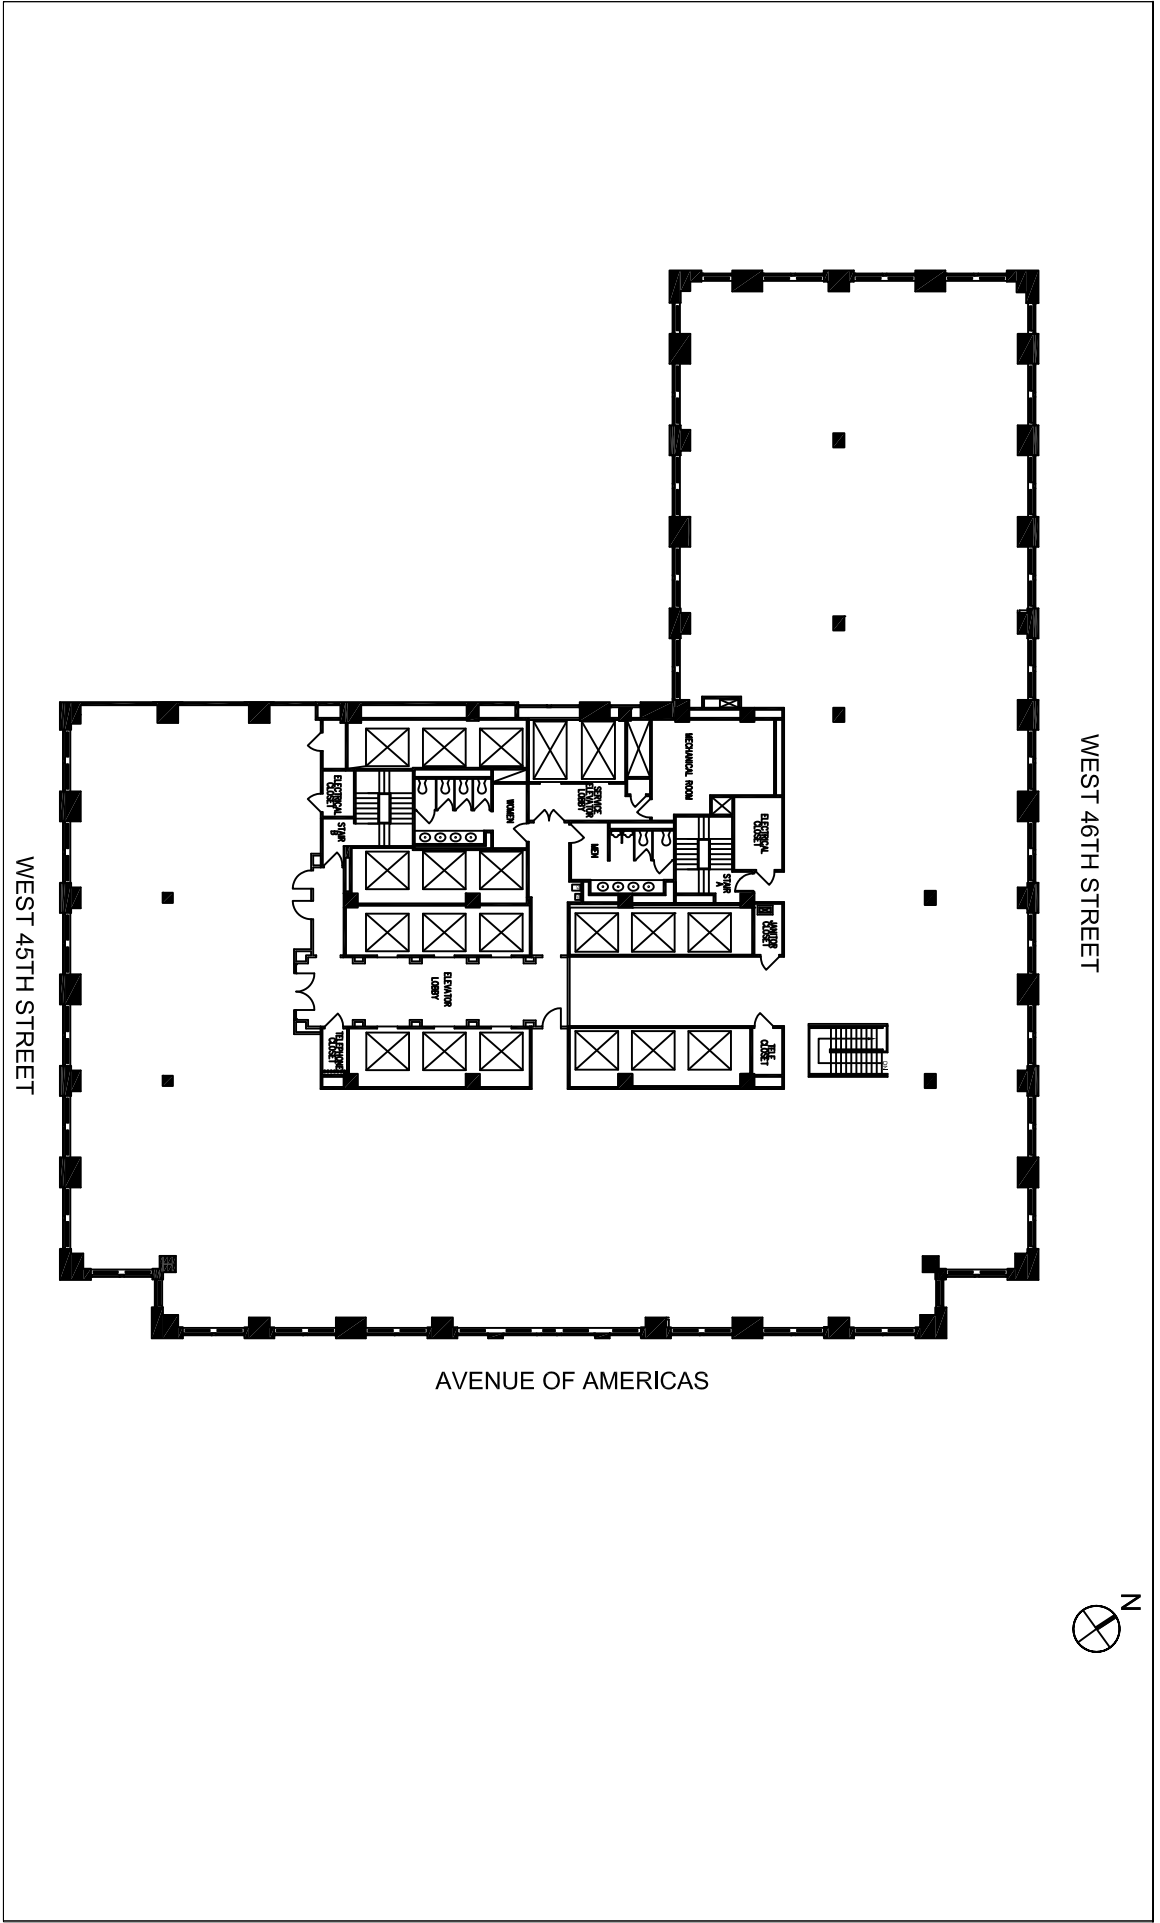 MECHANICAL ROOM
ELECTRICAL
CLOSET
SERVICE
ELEVATOR
LOBBY
WOMEN
ELECTRICAL
CLOSET
STAIR
B
MEN
STAIR
A
JANITOR
CLOSET
ELEVATOR
LOBBY
TELE
CLOSET
TELEPHONE
CLOSET
DN
WEST 46TH STREET
WEST 45TH STREET
AVENUE OF AMERICAS
N